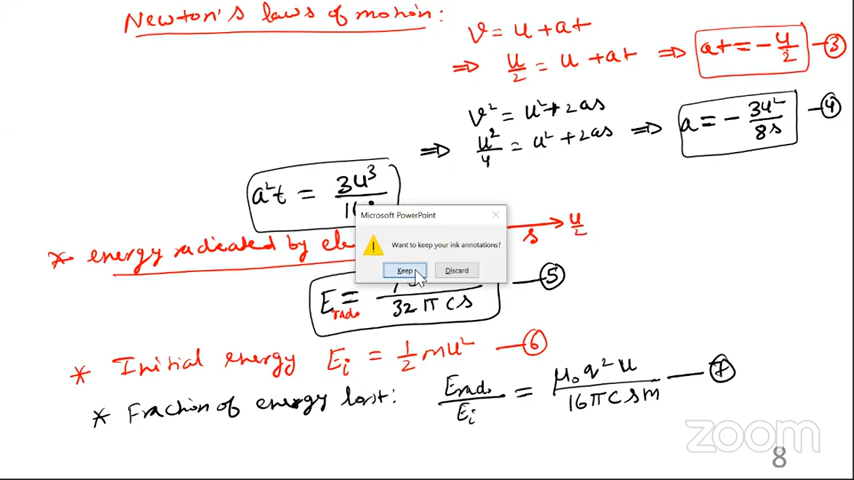 Newton's laws of motion:
v = u + at
⇒ u/2 = u + at ⇒ at = - u/2 — ③
v² = u² + 2as
⇒ u²/4 = u² + 2as ⇒ a = - 3u²/8s — ④
a²t = 3u³/
Microsoft PowerPoint
Want to keep your ink annotations?
Keep Discard
* energy radiated by s u/2
E_rad = /32πcs — ⑤
* Initial energy E_i = 1/2 mu² — ⑥
* Fraction of energy lost: E_rad/E_i = μ₀q²u/16πcsm — ⑦
zoom
8